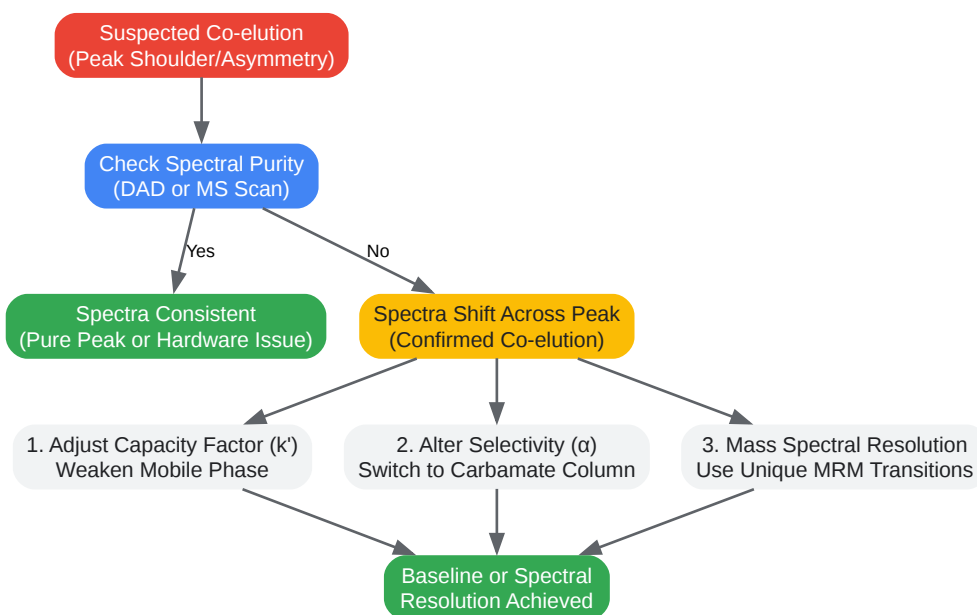 Suspected Co-elution
(Peak Shoulder/Asymmetry)
Check Spectral Purity
(DAD or MS Scan)
Yes
No
Spectra Consistent
(Pure Peak or Hardware Issue)
Spectra Shift Across Peak
(Confirmed Co-elution)
1. Adjust Capacity Factor (k')
Weaken Mobile Phase
2. Alter Selectivity (α)
Switch to Carbamate Column
3. Mass Spectral Resolution
Use Unique MRM Transitions
Baseline or Spectral
Resolution Achieved